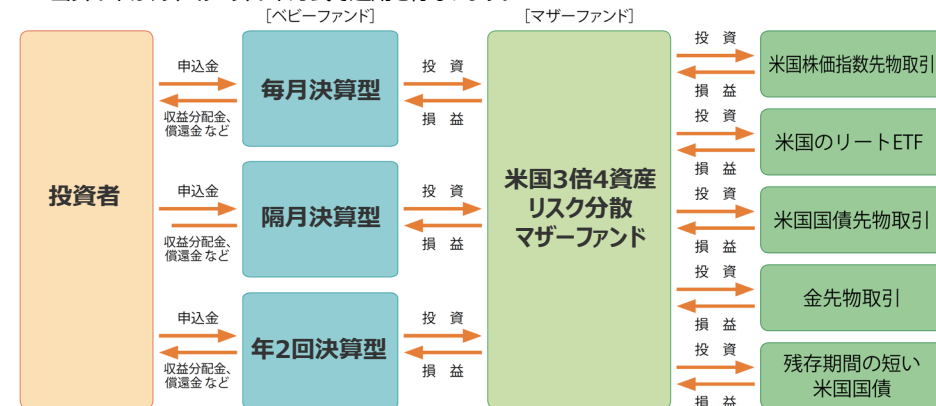 [ベビーファンド]
[マザーファンド]
投資者
申込金
収益分配金、
償還金など
毎月決算型
投 資
損 益
申込金
収益分配金、
償還金など
隔月決算型
投 資
損 益
申込金
収益分配金、
償還金など
年2回決算型
投 資
損 益
米国3倍4資産
リスク分散
マザーファンド
投 資
損 益
米国株価指数先物取引
投 資
損 益
米国のリートETF
投 資
損 益
米国国債先物取引
投 資
損 益
金先物取引
投 資
損 益
残存期間の短い
米国国債